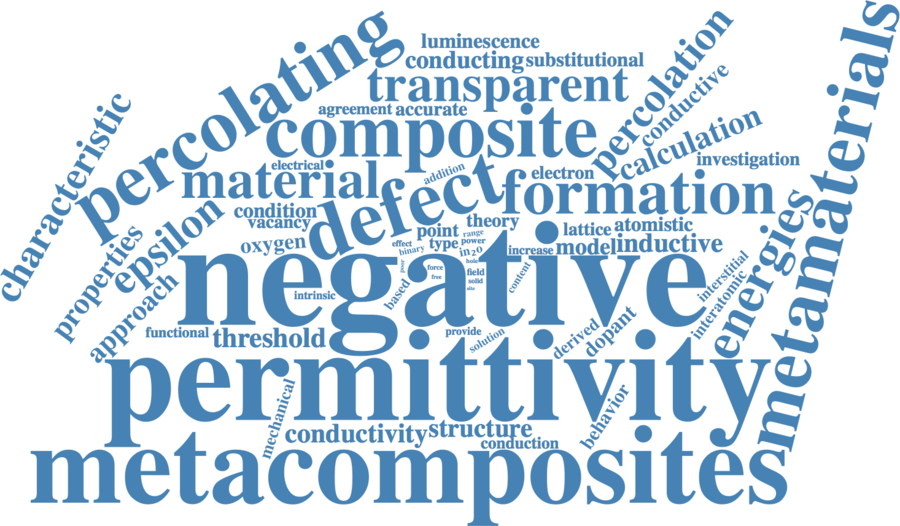 percolating
luminescence
conducting
substitutional
transparent
percolation
metamaterials
agreement
accurate
conductive
characteristic
composite
calculation
electrical
material
addition
electron
investigation
defect
formation
epsilon
condition
vacancy
oxygen
point
theory
range
lattice
atomistic
effect
binary
type
power
in2o
increase
model
inductive
energies
properties
approach
negative
poor
force
free
hole
field
solid
site
content
interstitial
interatomic
intrinsic
based
functional
threshold
provide
solution
derived
dopant
permittivity
mechanical
conductivity
structure
conduction
behavior
metacomposites